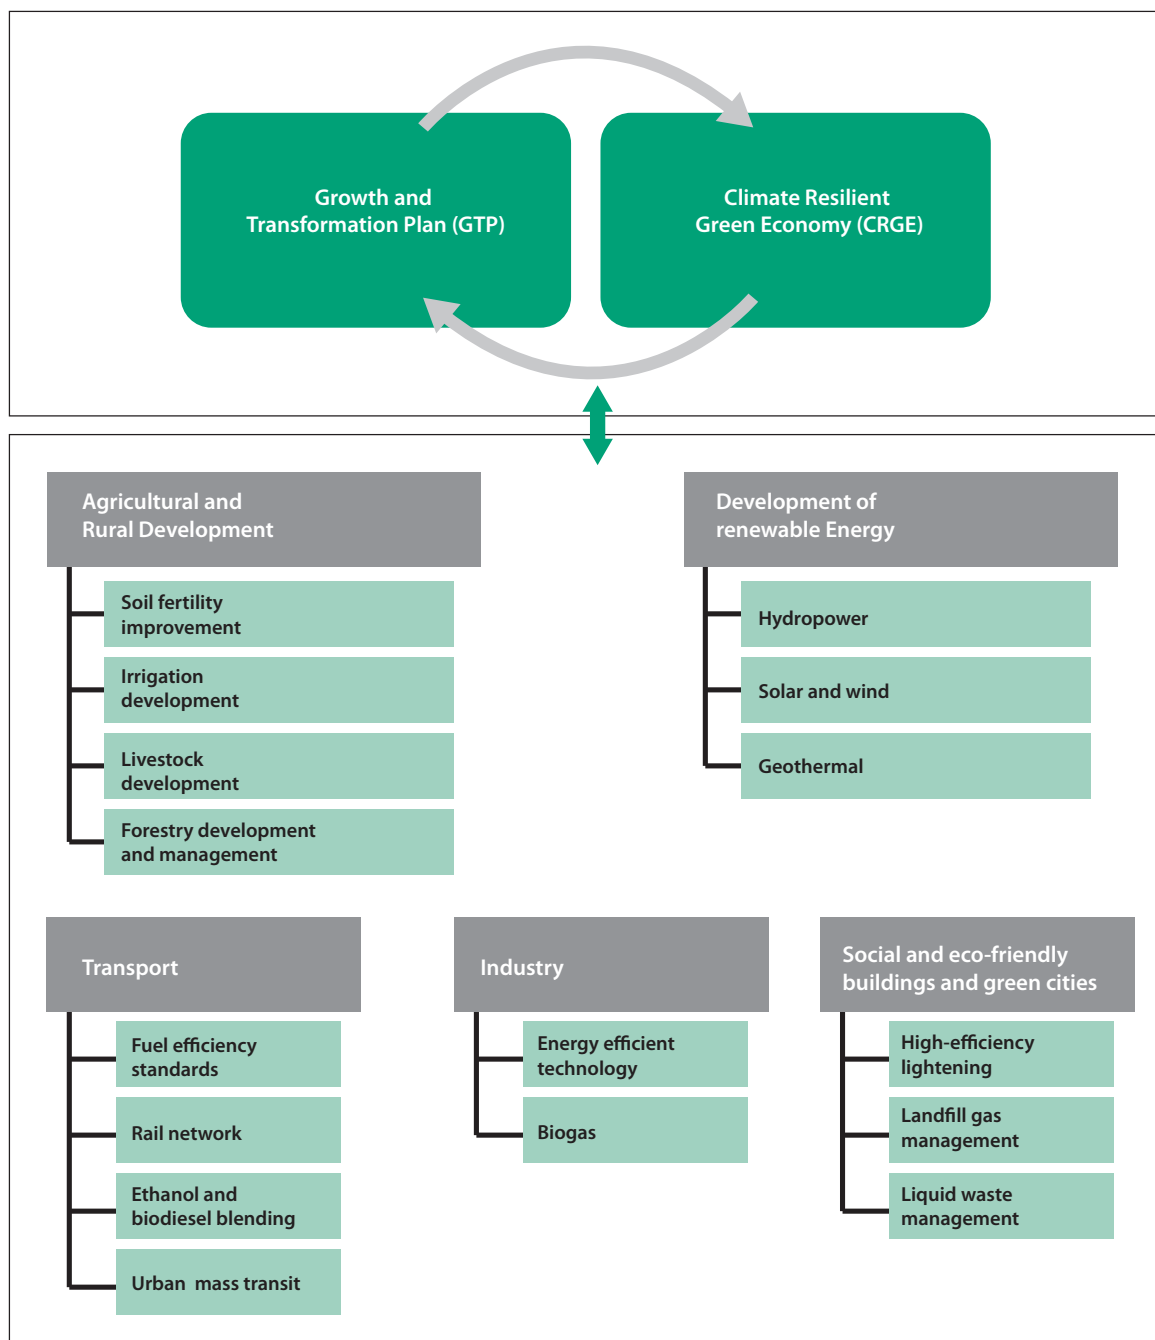 Growth and
Transformation Plan (GTP)
Climate Resilient
Green Economy (CRGE)
Agricultural and
Rural Development
Soil fertility
improvement
Irrigation
development
Livestock
development
Forestry development
and management
Development of
renewable Energy
Hydropower
Solar and wind
Geothermal
Transport
Fuel efficiency
standards
Rail network
Ethanol and
biodiesel blending
Urban mass transit
Industry
Energy efficient
technology
Biogas
Social and eco-friendly
buildings and green cities
High-efficiency
lightening
Landfill gas
management
Liquid waste
management